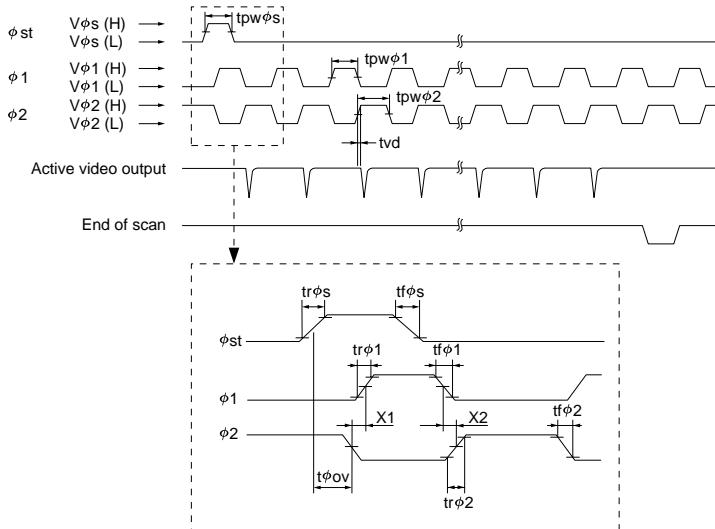 tpwϕs
ϕst
Vϕs (H)
Vϕs (L)
tpwϕ1
ϕ1
Vϕ1 (H)
Vϕ1 (L)
ϕ2
Vϕ2 (H)
Vϕ2 (L)
tpwϕ2
tvd
Active video output
End of scan
trϕs
tfϕs
ϕst
trϕ1
tfϕ1
ϕ1
X1
X2
tfϕ2
ϕ2
tϕov
trϕ2